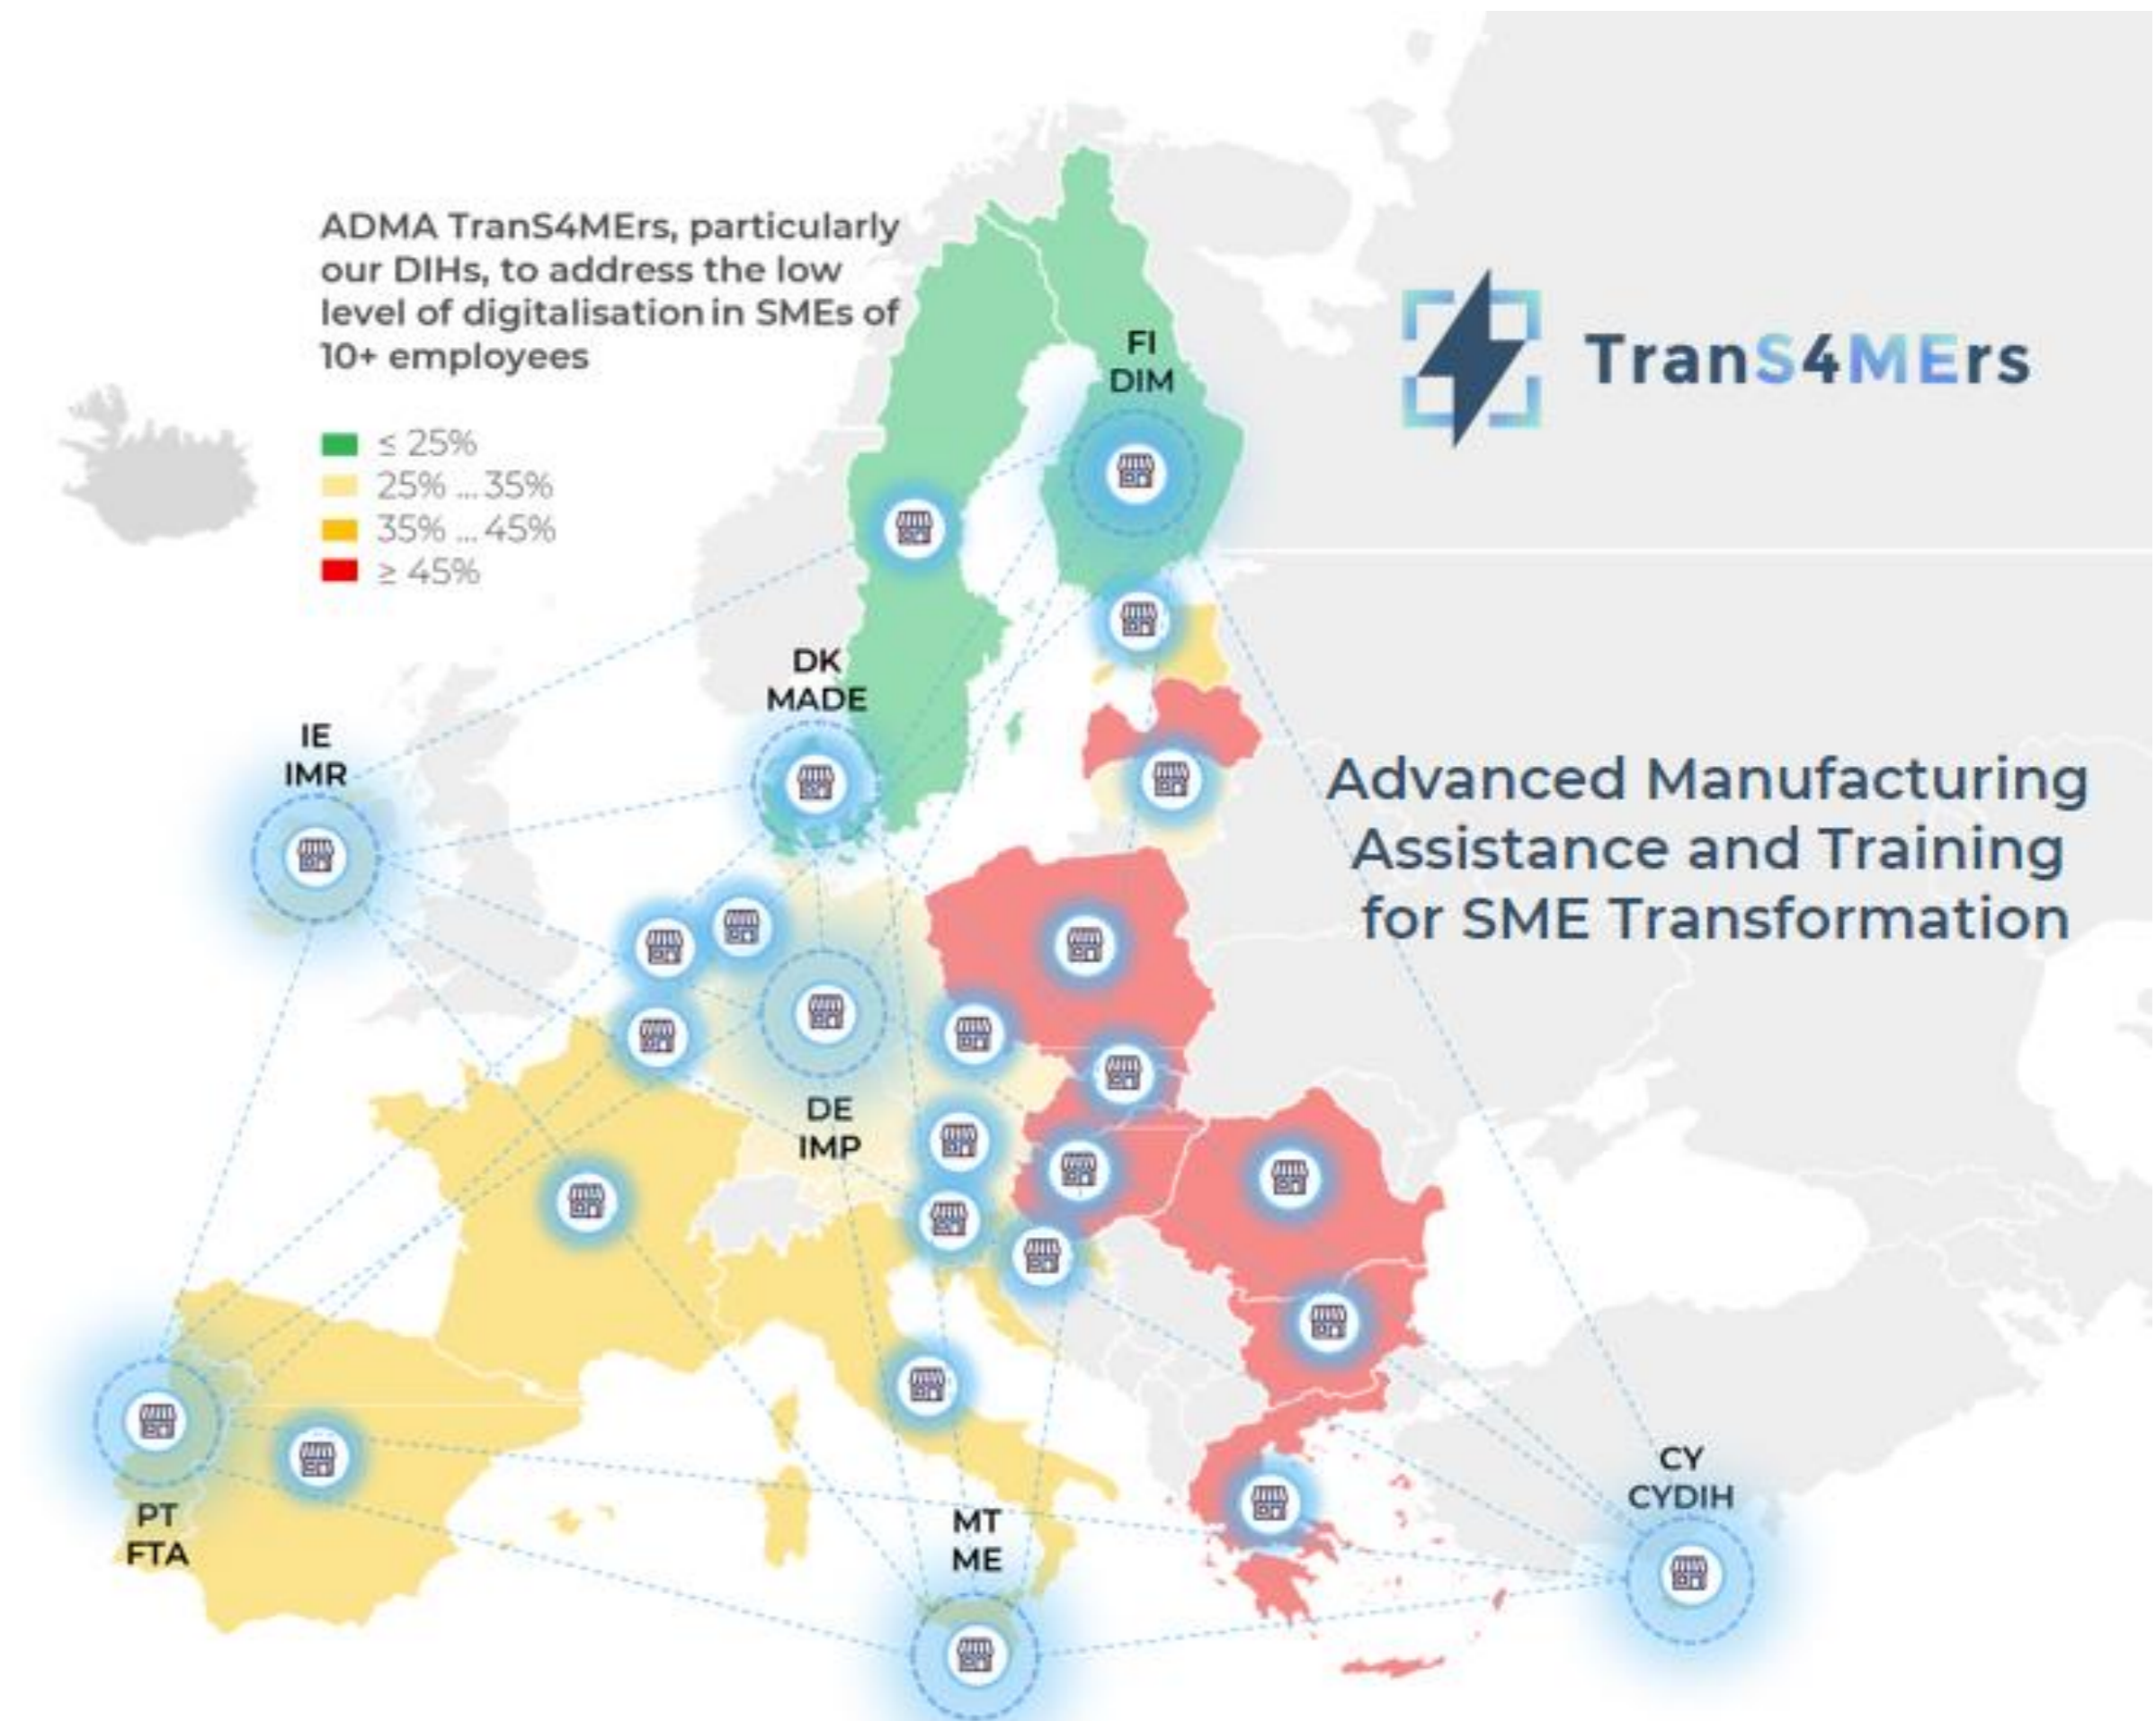 ADMA TranS4MErs, particularly
our DIHs, to address the low
level of digitalisation in SMEs of
10+ employees
≤ 25%
25% ... 35%
35% ... 45%
≥ 45%
FI
DIM
TranS4MErs
DK
MADE
IE
IMR
Advanced Manufacturing
Assistance and Training
for SME Transformation
DE
IMP
PT
FTA
MT
ME
CY
CYDIH